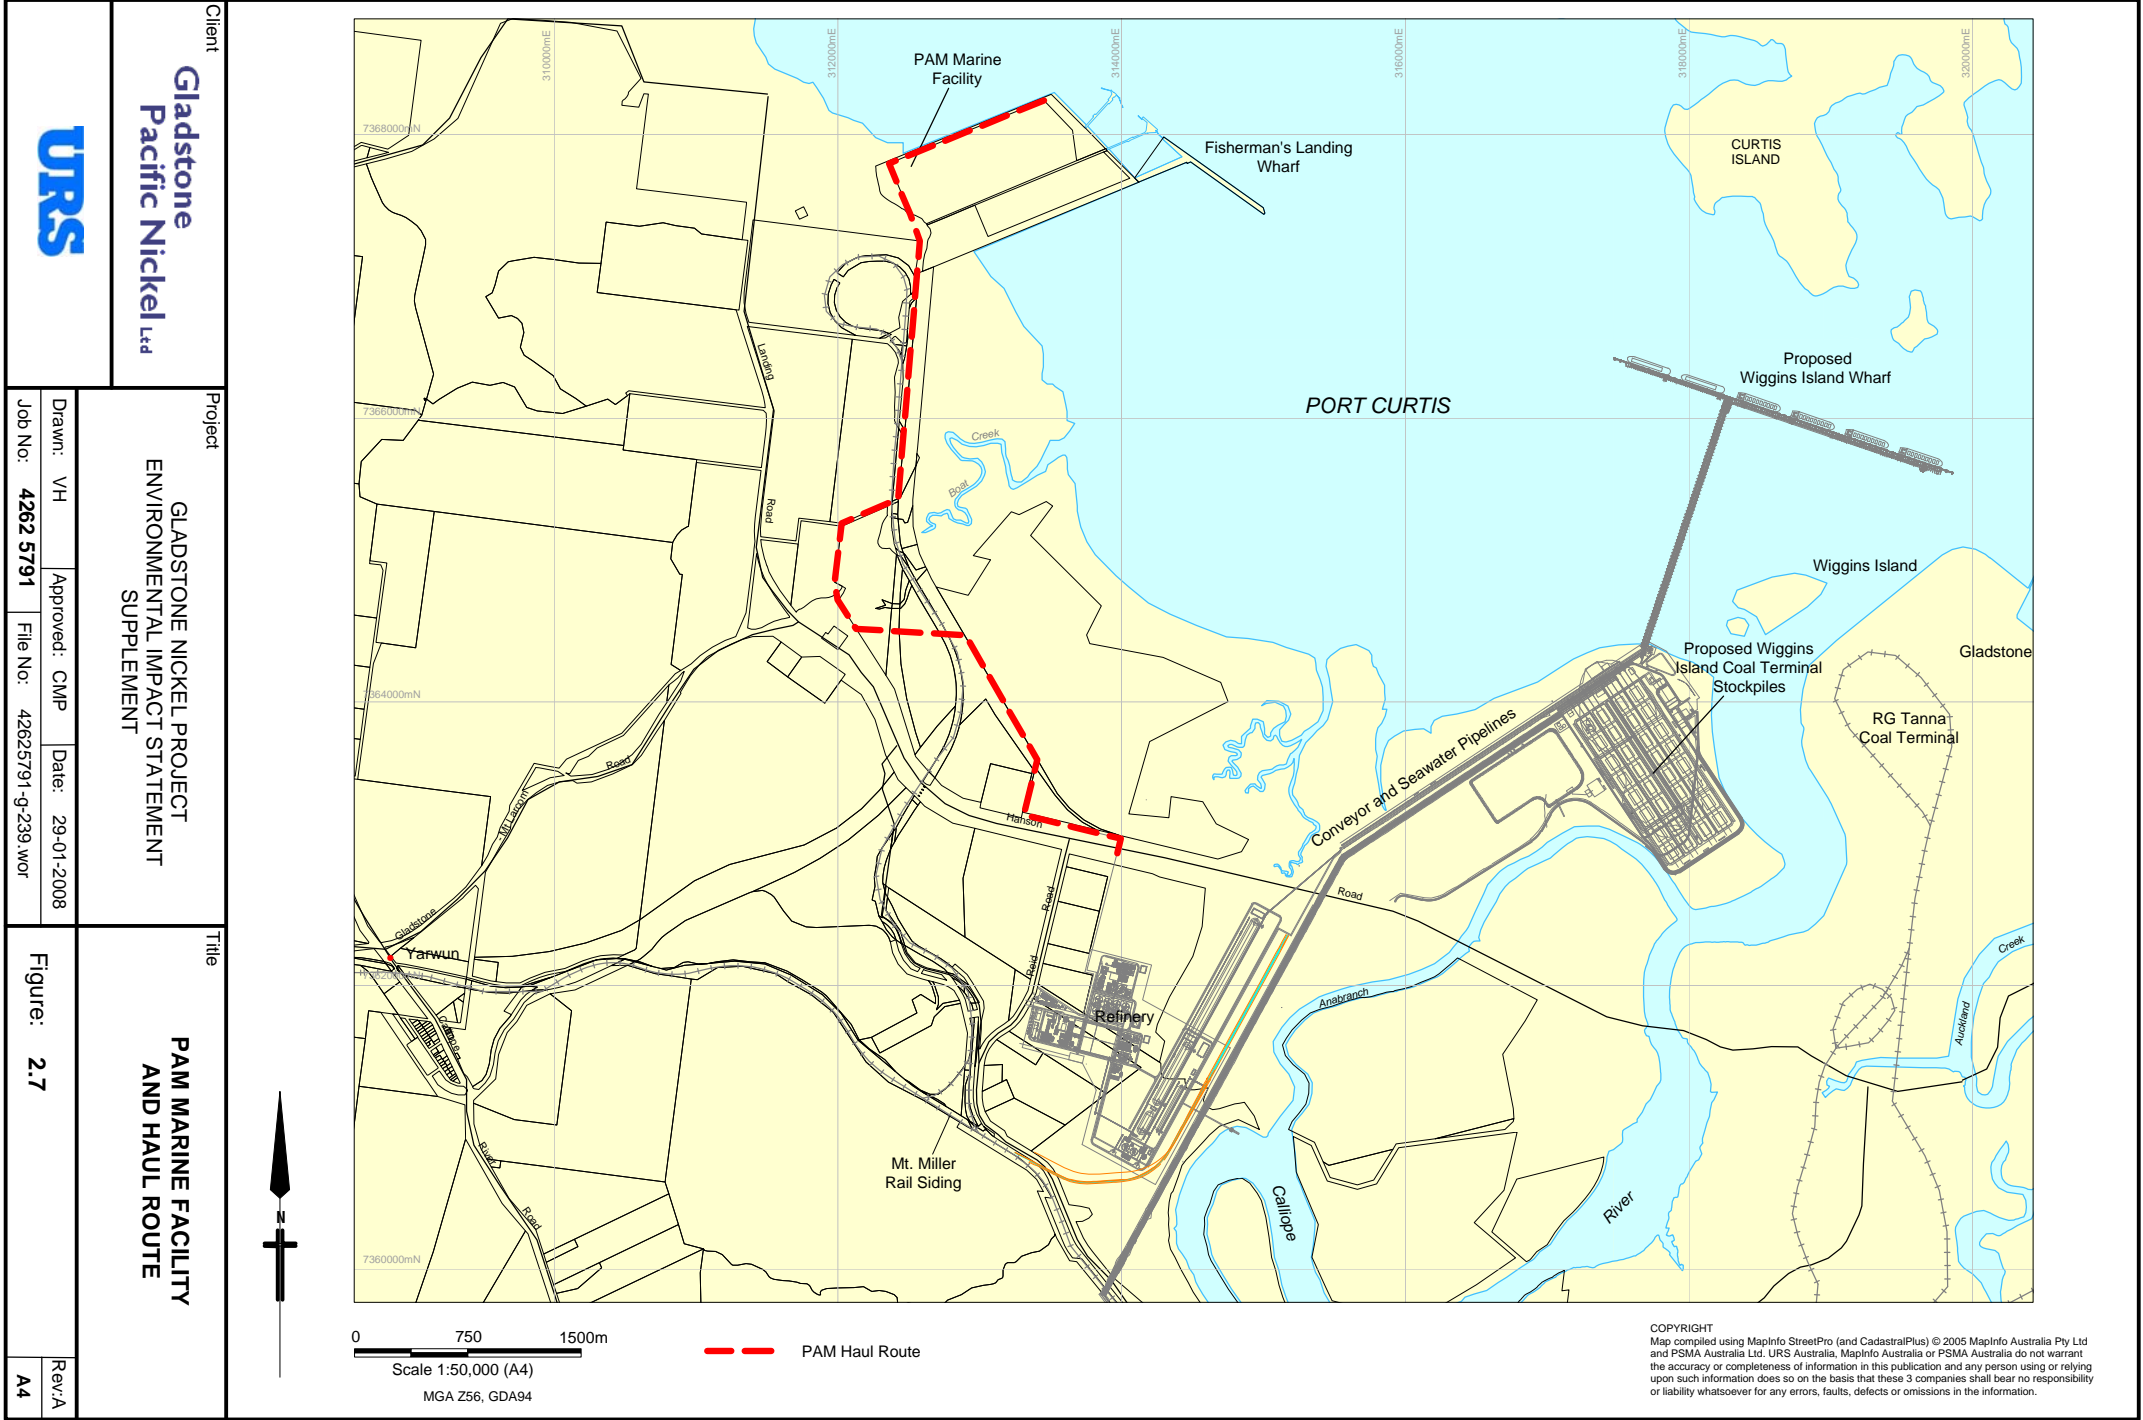 Client
Gladstone
Pacific Nickel Ltd
URS
Project
GLADSTONE NICKEL PROJECT
ENVIRONMENTAL IMPACT STATEMENT
SUPPLEMENT
Drawn: VH
Approved: CMP
Date: 29-01-2008
Job No: 4262 5791
File No: 42625791-g-239.wor
Title
PAM MARINE FACILITY
AND HAUL ROUTE
Figure: 2.7
Rev:A
A4
310000mE
312000mE
314000mE
316000mE
318000mE
320000mE
7368000mN
7366000mN
7364000mN
7360000mN
PAM Marine
Facility
Fisherman's Landing
Wharf
CURTIS
ISLAND
Proposed
Wiggins Island Wharf
PORT CURTIS
Landing
Road
Creek
Boat
Wiggins Island
Gladstone
Proposed Wiggins
Island Coal Terminal
Stockpiles
RG Tanna
Coal Terminal
Conveyor and Seawater Pipelines
Road
- Mt Larcom
Gladstone
Hanson
Road
Yarwun
Road
Reid
Refinery
Anabranch
Creek
Auckland
Calliope
River
Road
Mt. Miller
Rail Siding
Calliope
River
N
0 750 1500m
Scale 1:50,000 (A4)
MGA Z56, GDA94
PAM Haul Route
COPYRIGHT
Map compiled using MapInfo StreetPro (and CadastralPlus) © 2005 MapInfo Australia Pty Ltd
and PSMA Australia Ltd. URS Australia, MapInfo Australia or PSMA Australia do not warrant
the accuracy or completeness of information in this publication and any person using or relying
upon such information does so on the basis that these 3 companies shall bear no responsibility
or liability whatsoever for any errors, faults, defects or omissions in the information.